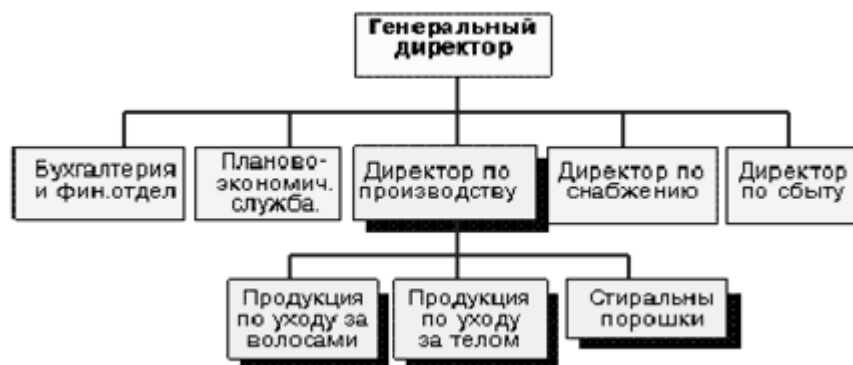 Генеральный
директор
Бухгалтерия
и фин.отдел
Планово-
экономич.
служба.
Директор по
производству
Директор по
снабжению
Директор
по сбыту
Продукция
по уходу за
волосами
Продукция
по уходу
за телом
Стиральны
порошки